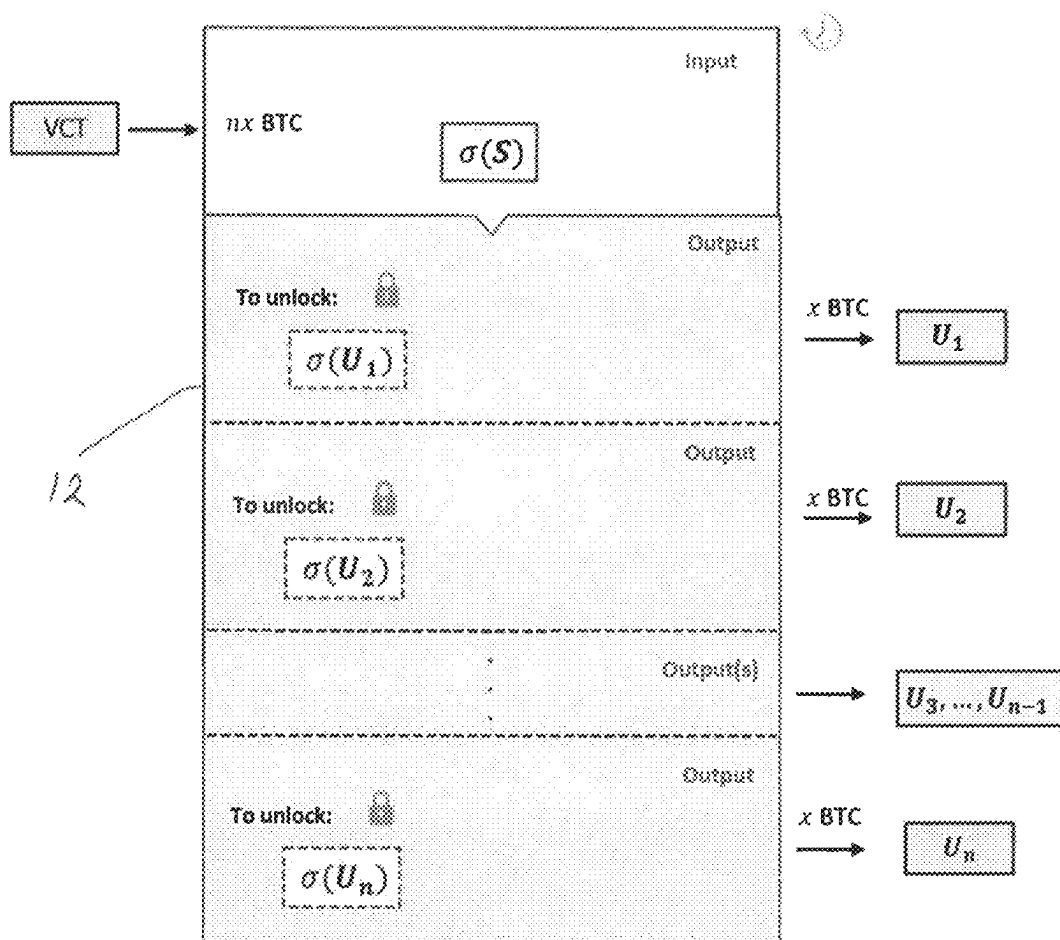 Input
VCT
nx BTC
σ(S)
Output
To unlock:
σ(U₁)
x BTC
U₁
12
Output
To unlock:
σ(U₂)
x BTC
U₂
Output(s)
U₃, ..., Uₙ₋₁
Output
To unlock:
σ(Uₙ)
x BTC
Uₙ